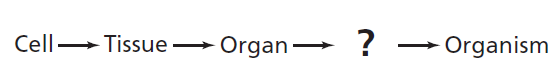 Cell → Tissue → Organ → ? → Organism